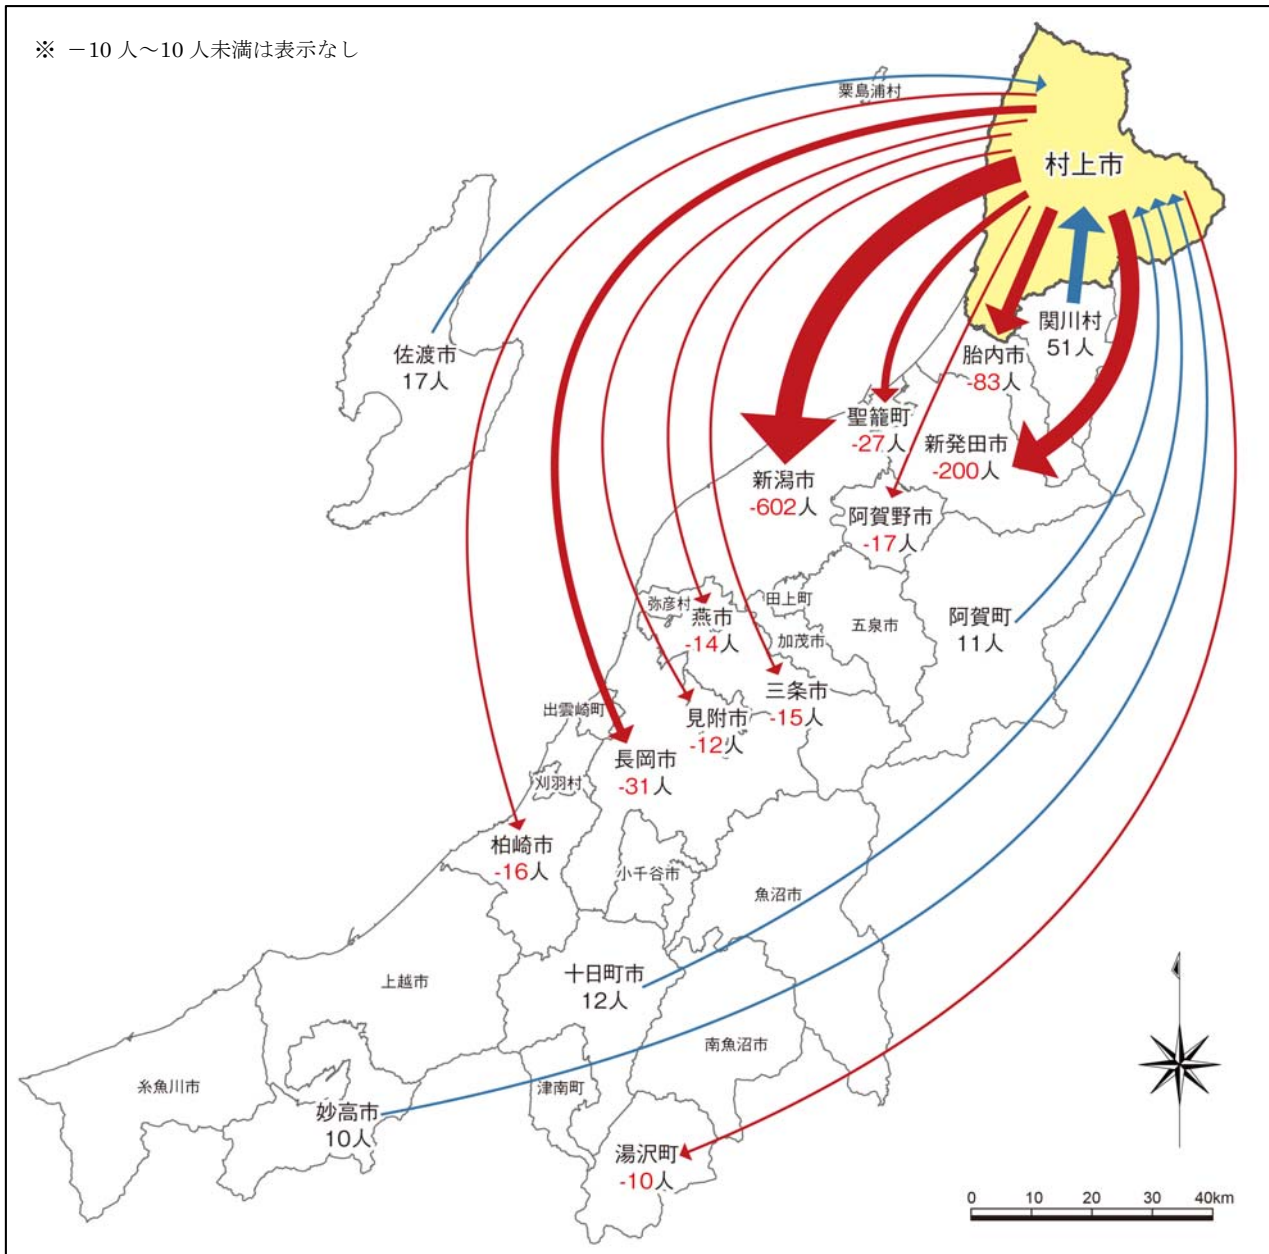 ※ －10 人～10 人未満は表示なし
粟島浦村
村上市
佐渡市
17人
関川村
51人
胎内市
-83人
聖籠町
-27人
新発田市
-200人
新潟市
-602人
阿賀野市
-17人
弥彦村
燕市
-14人
田上町
加茂市
五泉市
阿賀町
11人
三条市
-15人
見附市
-12人
出雲崎町
長岡市
-31人
刈羽村
柏崎市
-16人
小千谷市
魚沼市
上越市
十日町市
12人
南魚沼市
糸魚川市
津南町
妙高市
10人
湯沢町
-10人
0 10 20 30 40km